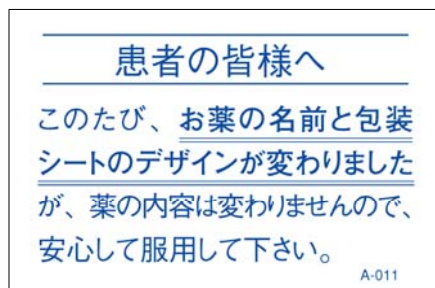 患者の皆様へ
このたび、お薬の名前と包装
シートのデザインが変わりました
が、薬の内容は変わりませんので、
安心して服用して下さい。
A-011